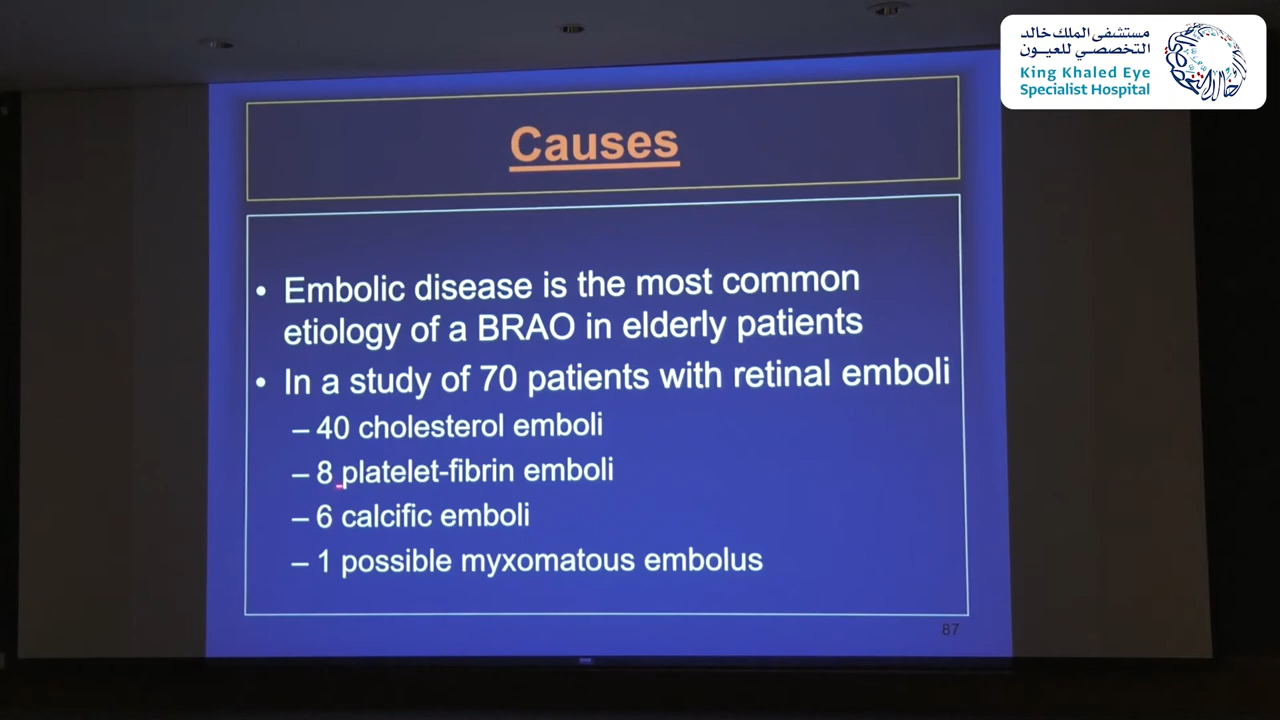 مستشفى الملك خالد
التخصصي للعيون
King Khaled Eye
Specialist Hospital
Causes
• Embolic disease is the most common
etiology of a BRAO in elderly patients
• In a study of 70 patients with retinal emboli
– 40 cholesterol emboli
– 8 platelet-fibrin emboli
– 6 calcific emboli
– 1 possible myxomatous embolus
87